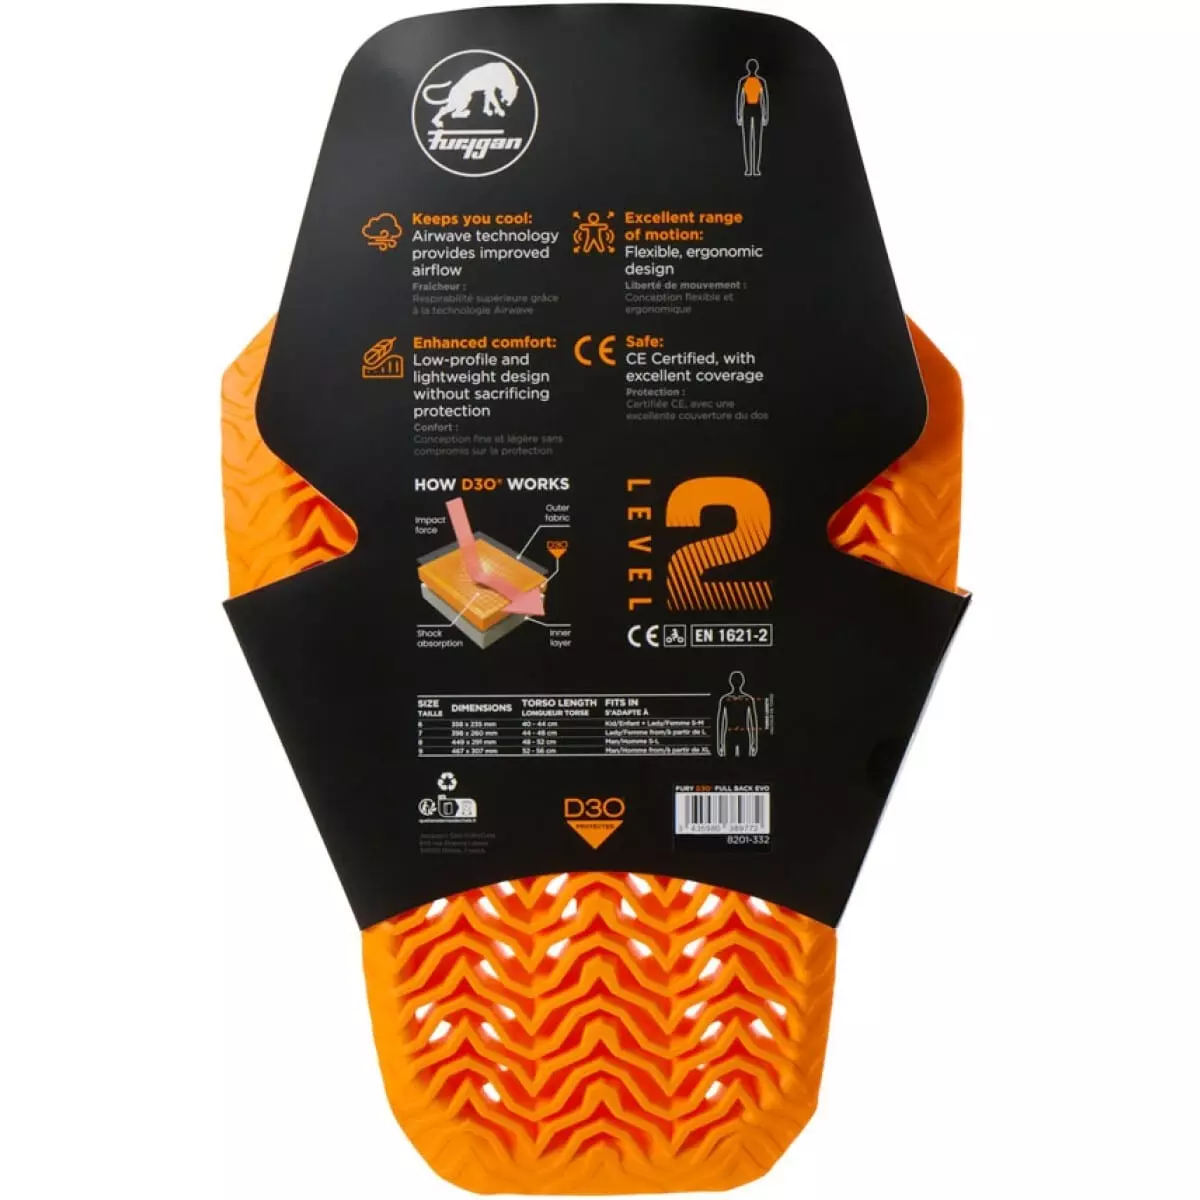 furygan
Keeps you cool:
Airwave technology
provides improved
airflow
Fraîcheur :
Respirabilité supérieure grâce
à la technologie Airwave
Excellent range
of motion:
Flexible, ergonomic
design
Liberté de mouvement :
Conception flexible et
ergonomique
Enhanced comfort:
Low-profile and
lightweight design
without sacrificing
protection
Confort :
Conception fine et légère sans
compromis sur la protection
CE
Safe:
CE Certified, with
excellent coverage
Protection :
Certifiée CE, avec une
excellente couverture du dos
HOW D3O® WORKS
Impact
force
Outer
fabric
D3O
Shock
absorption
Inner
layer
LEVEL
2
CE EN 1621-2
SIZE DIMENSIONS TORSO LENGTH FITS IN
TAILLE LONGUEUR TORSE S'ADAPTE À
6 358 x 235 mm 40 - 44 cm Kid/Enfant + Lady/Femme S-M
7 398 x 260 mm 44 - 48 cm Lady/Femme from/à partir de L
8 449 x 291 mm 48 - 52 cm Man/Homme S-L
9 467 x 307 mm 52 - 56 cm Man/Homme from/à partir de XL
D3O
PROTECTED
FURY D3O® FULL BACK EVO
3 435980 389772
8201-332